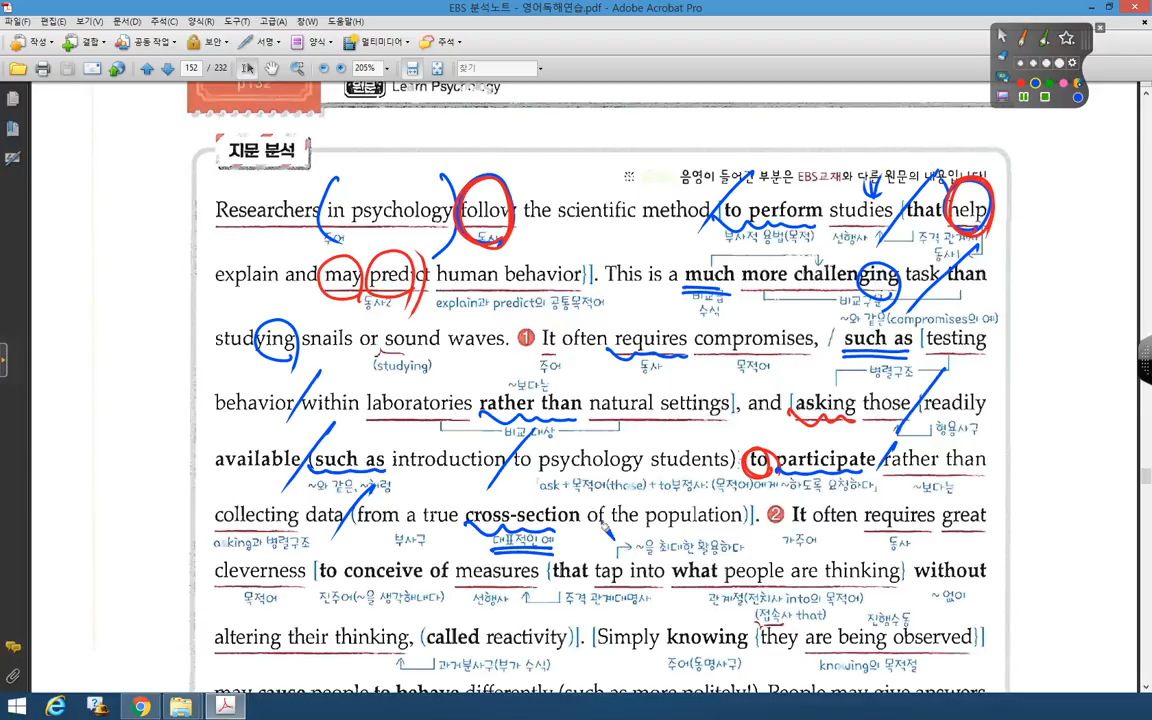 EBS 분석노트 - 영어독해연습.pdf - Adobe Acrobat Pro
파일(F) 편집(E) 보기(V) 문서(D) 주석(C) 양식(R) 도구(T) 고급(A) 창(W) 도움말(H)
작성 결합 공동 작업 보안 서명 양식 멀티미디어 주석
152 / 232 205% 찾기
p132 원문 Learn Psychology
지문 분석
※ 음영이 들어간 부분은 EBS교재와 다른 원문의 내용입니다!!
Researchers in psychology follow the scientific method [to perform studies {that help
주어 동사 부사적 용법(목적) 선행사 주격 관계사 동사1
explain and may predict human behavior}]. This is a much more challenging task than
동사2 explain과 predict의 공통목적어 비교급 수식 비교구문
~와 같은(compromises의 예)
studying snails or sound waves. ❶ It often requires compromises, / such as [testing
(studying) 주어 동사 목적어 병렬구조
~보다는
behavior within laboratories rather than natural settings], and [asking those {readily
비교 대상 형용사구
available (such as introduction to psychology students)} to participate rather than
~와 같은, ~처럼 「ask + 목적어(those) + to부정사: (목적어)에게 ~하도록 요청하다」 ~보다는
collecting data (from a true cross-section of the population)]. ❷ It often requires great
asking과 병렬구조 부사구 대표적인 예 ~을 최대한 활용하다 가주어 동사
cleverness [to conceive of measures {that tap into what people are thinking} without
목적어 진주어(~을 생각해내다) 선행사 주격 관계대명사 관계절(전치사 into의 목적어) ~ 없이
(접속사 that) 진행수동
altering their thinking, (called reactivity)]. [Simply knowing {they are being observed}]
과거분사구(부가 수식) 주어(동명사구) knowing의 목적절
may cause people to behave differently (such as more politely!). People may give answers